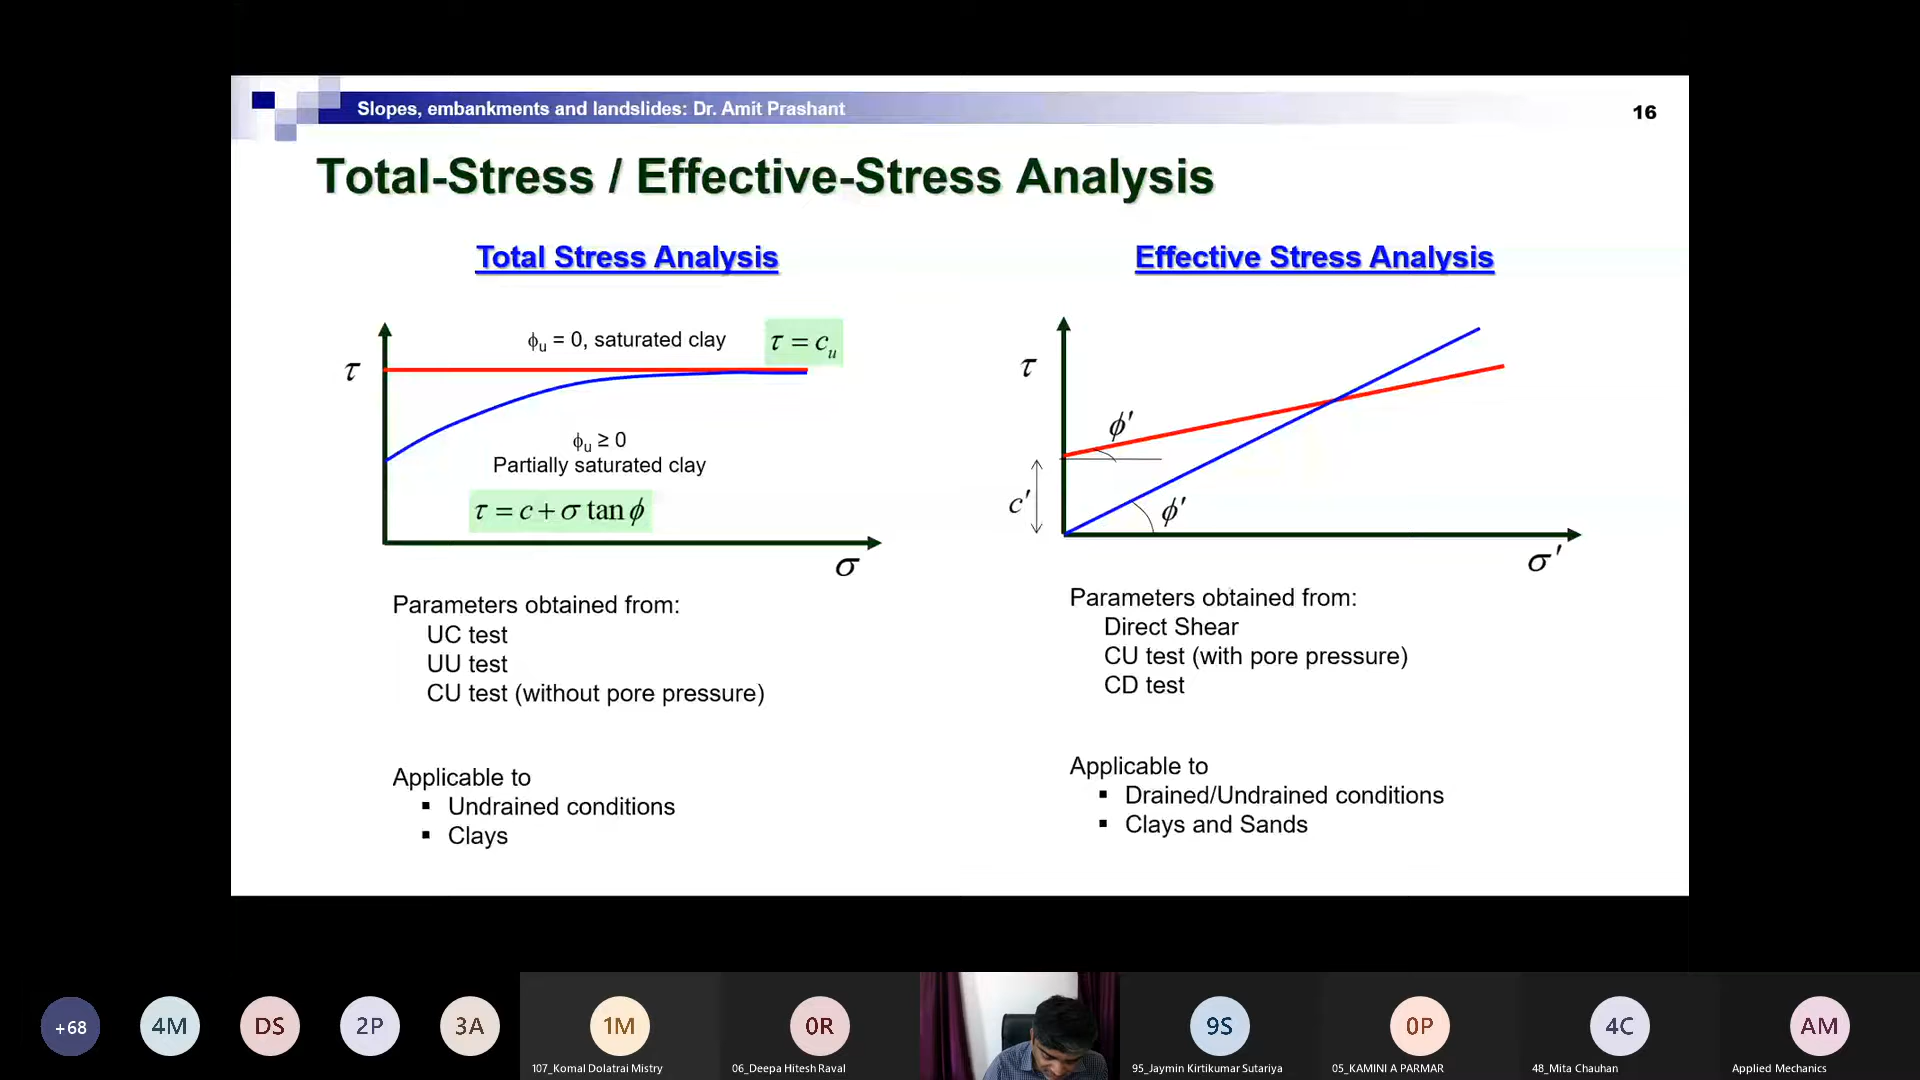 Slopes, embankments and landslides: Dr. Amit Prashant
16
Total-Stress / Effective-Stress Analysis
Total Stress Analysis
τ
ϕu = 0, saturated clay
τ = cu
ϕu ≥ 0
Partially saturated clay
τ = c + σ tan ϕ
σ
Parameters obtained from:
UC test
UU test
CU test (without pore pressure)
Applicable to
▪ Undrained conditions
▪ Clays
Effective Stress Analysis
τ
ϕ′
c′
ϕ′
σ′
Parameters obtained from:
Direct Shear
CU test (with pore pressure)
CD test
Applicable to
▪ Drained/Undrained conditions
▪ Clays and Sands
+68
4M
DS
2P
3A
1M
107_Komal Dolatrai Mistry
0R
06_Deepa Hitesh Raval
9S
95_Jaymin Kirtikumar Sutariya
0P
05_KAMINI A PARMAR
4C
48_Mita Chauhan
AM
Applied Mechanics